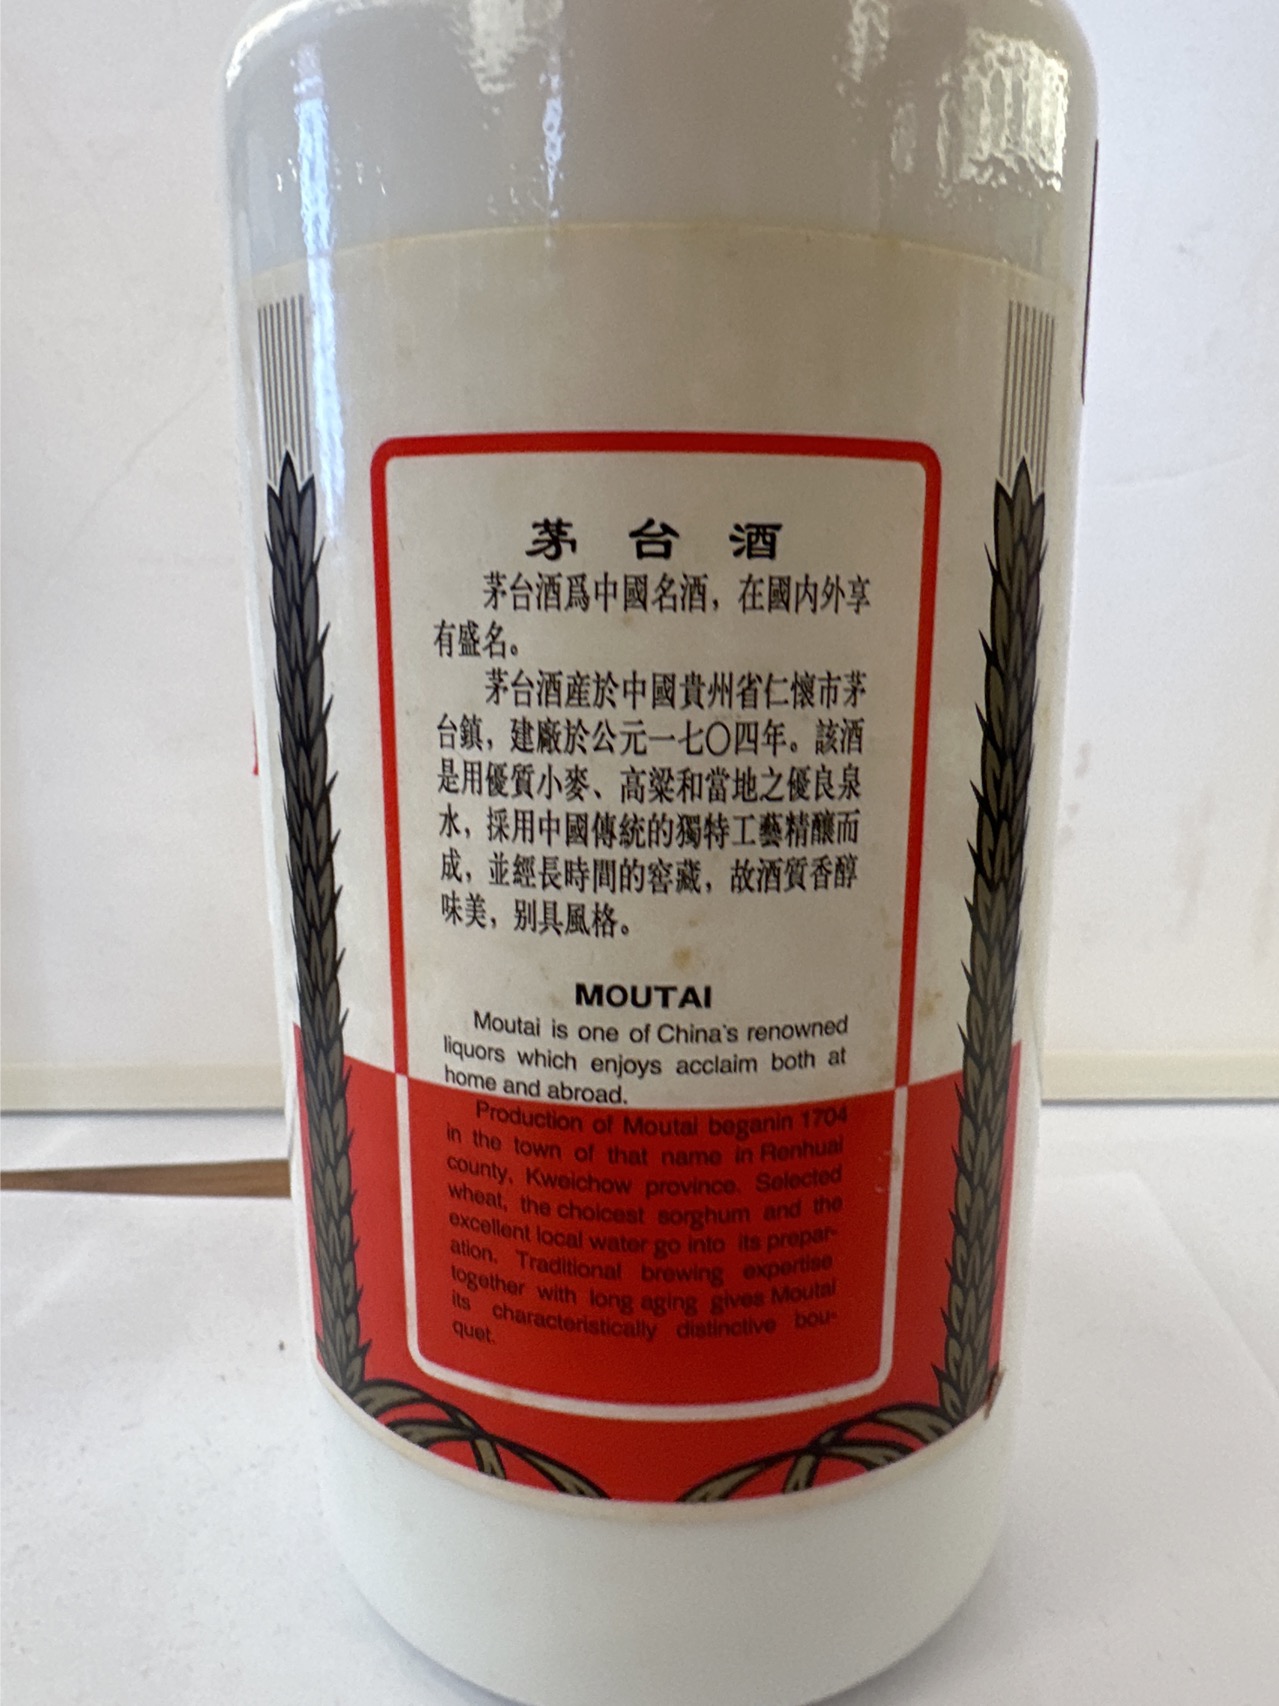 茅台酒
茅台酒爲中國名酒，在國内外享
有盛名。
茅台酒産於中國貴州省仁懷市茅
台鎮，建廠於公元一七〇四年。該酒
是用優質小麥、高粱和當地之優良泉
水，採用中國傳統的獨特工藝精釀而
成，並經長時間的窖藏，故酒質香醇
味美，别具風格。
MOUTAI
Moutai is one of China's renowned
liquors which enjoys acclaim both at
home and abroad.
Production of Moutai beganin 1704
in the town of that name in Renhuai
county, Kweichow province. Selected
wheat, the choicest sorghum and the
excellent local water go into its prepar-
ation. Traditional brewing expertise
together with long aging gives Moutai
its characteristically distinctive bou-
quet.